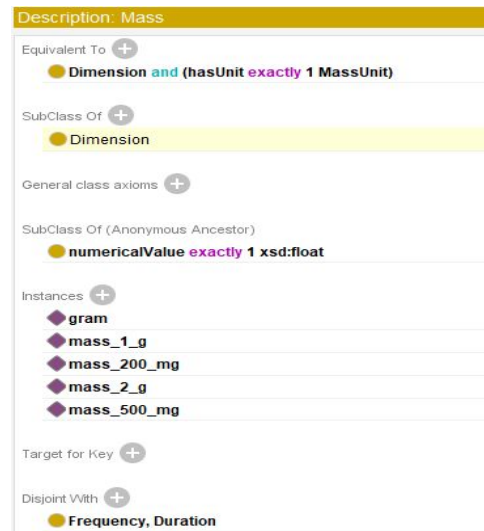 Description: Mass
Equivalent To
Dimension and (hasUnit exactly 1 MassUnit)
SubClass Of
Dimension
General class axioms
SubClass Of (Anonymous Ancestor)
numericalValue exactly 1 xsd:float
Instances
gram
mass_1_g
mass_200_mg
mass_2_g
mass_500_mg
Target for Key
Disjoint With
Frequency, Duration